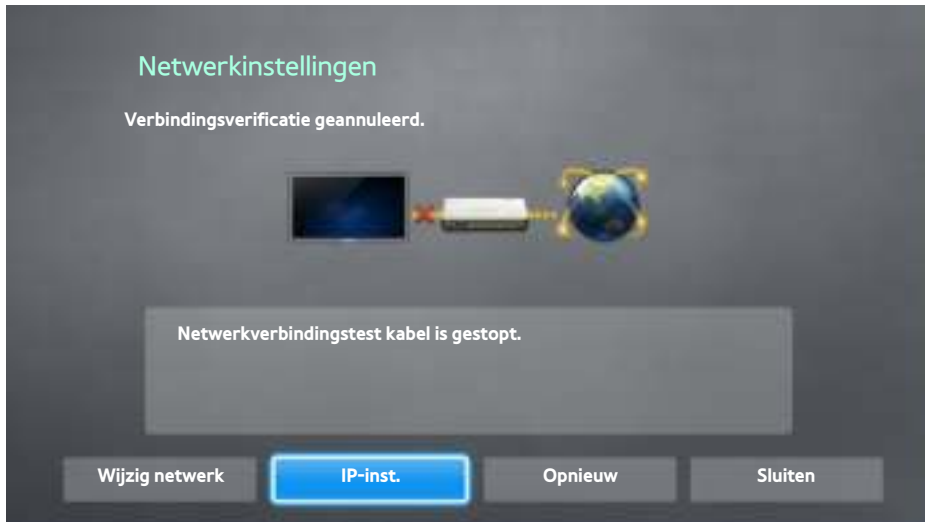 Netwerkinstellingen
Verbindingsverificatie geannuleerd.
Netwerkverbindingstest kabel is gestopt.
Wijzig netwerk
IP-inst.
Opnieuw
Sluiten